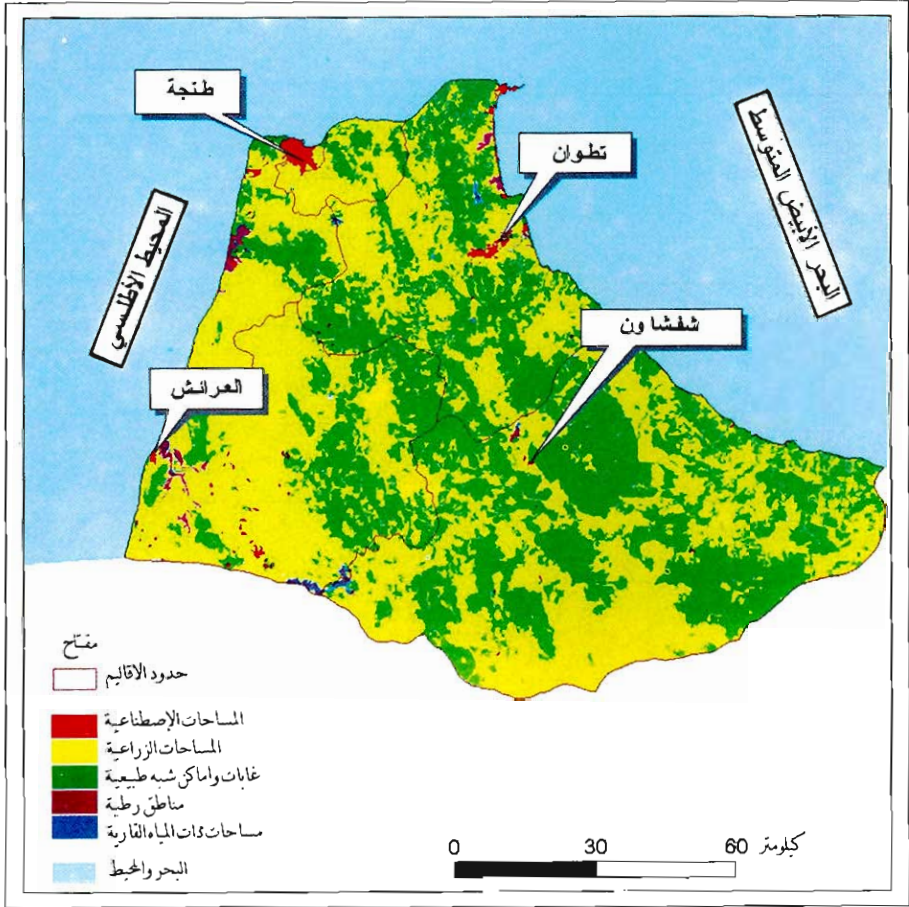 طنجة
تطوان
البحر الأبيض المتوسط
المحيط الأطلسي
شفشاون
العرائش
مفتاح
حدود الاقاليم
المساحات الإصطناعية
المساحات الزراعية
غابات واماكن شبه طبيعية
مناطق رطبة
مساحات ذات المياه القارية
البحر والمحيط
0 30 60 كيلومتر